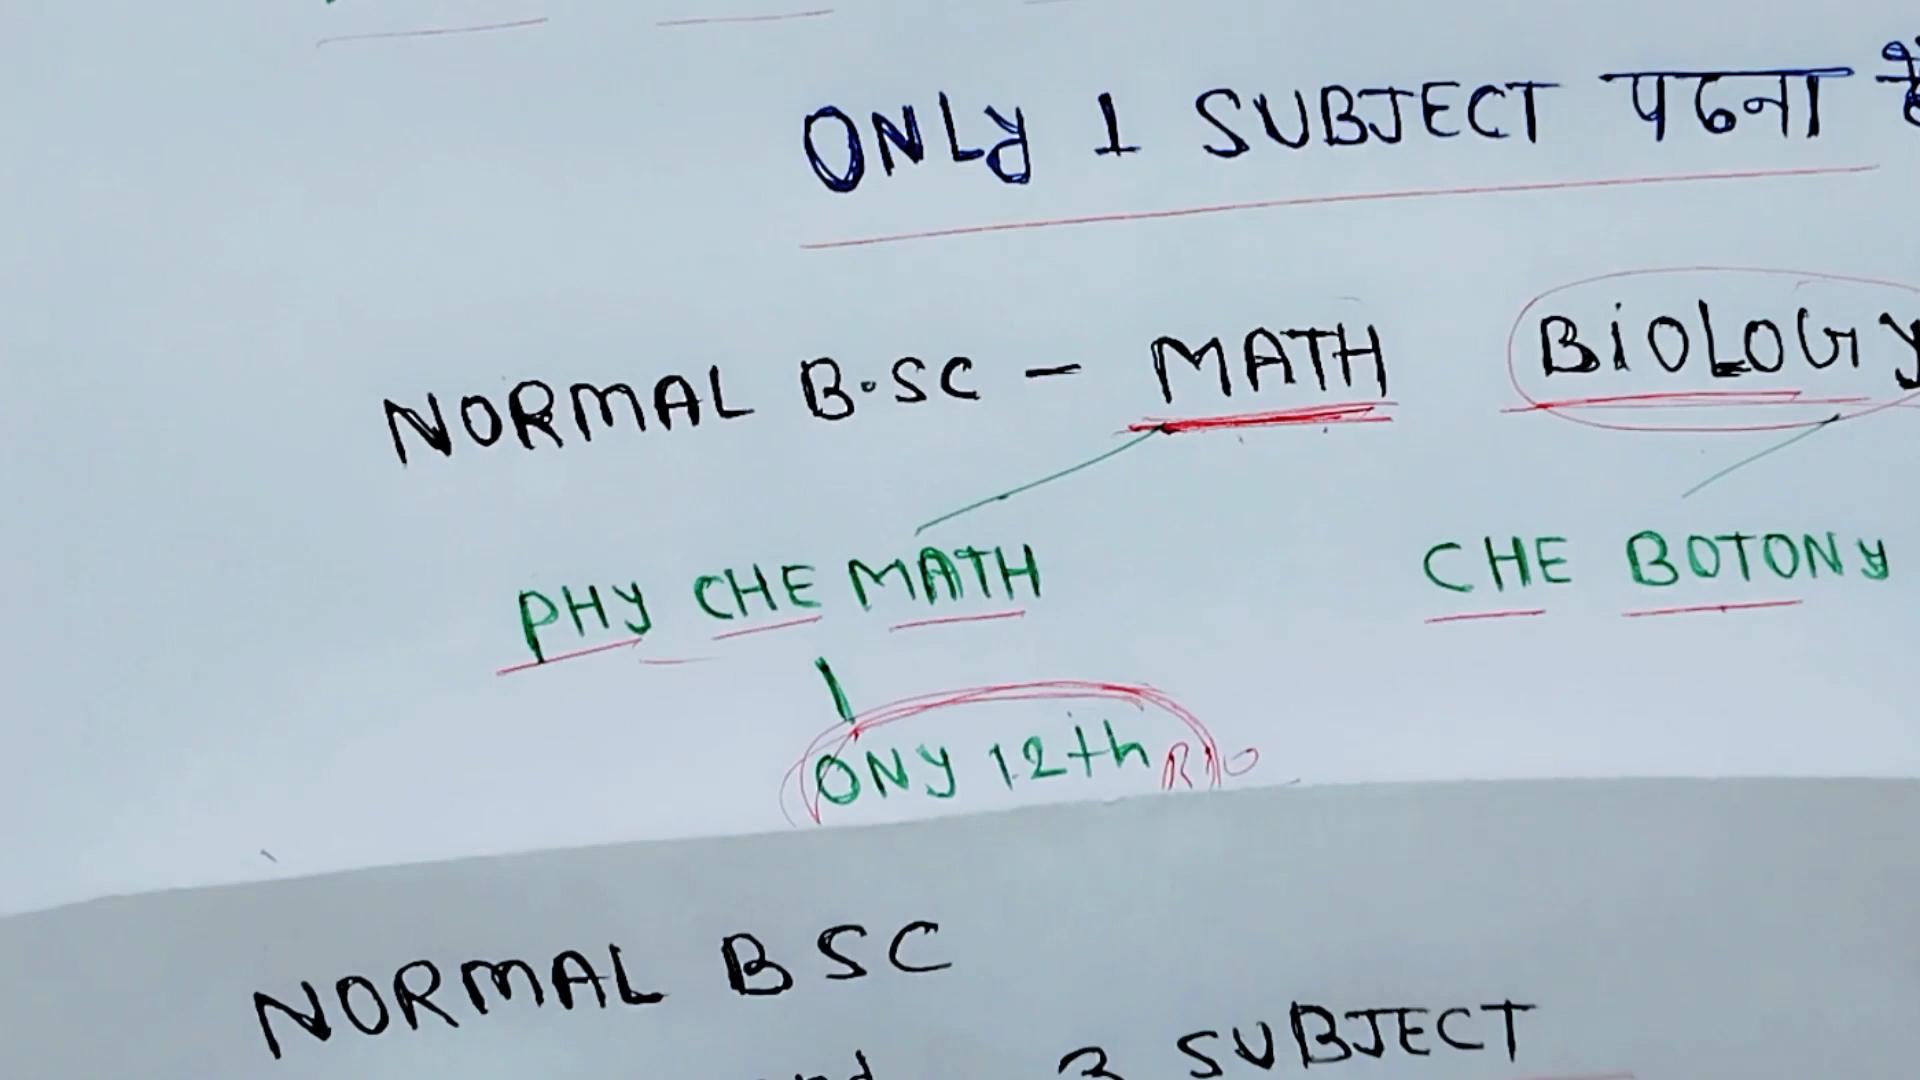 ONLY 1 SUBJECT पढना है
NORMAL B.SC - MATH BiOLOGY
PHY CHE MATH CHE BOTONY
ONY 12th BIO
NORMAL BSC
3 SUBJECT